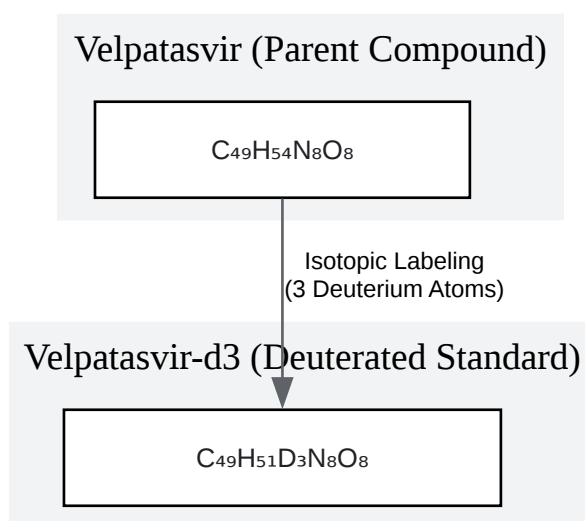 Velpatasvir (Parent Compound)
C₄₉H₅₄N₈O₈
Isotopic Labeling
(3 Deuterium Atoms)
Velpatasvir-d3 (Deuterated Standard)
C₄₉H₅₁D₃N₈O₈